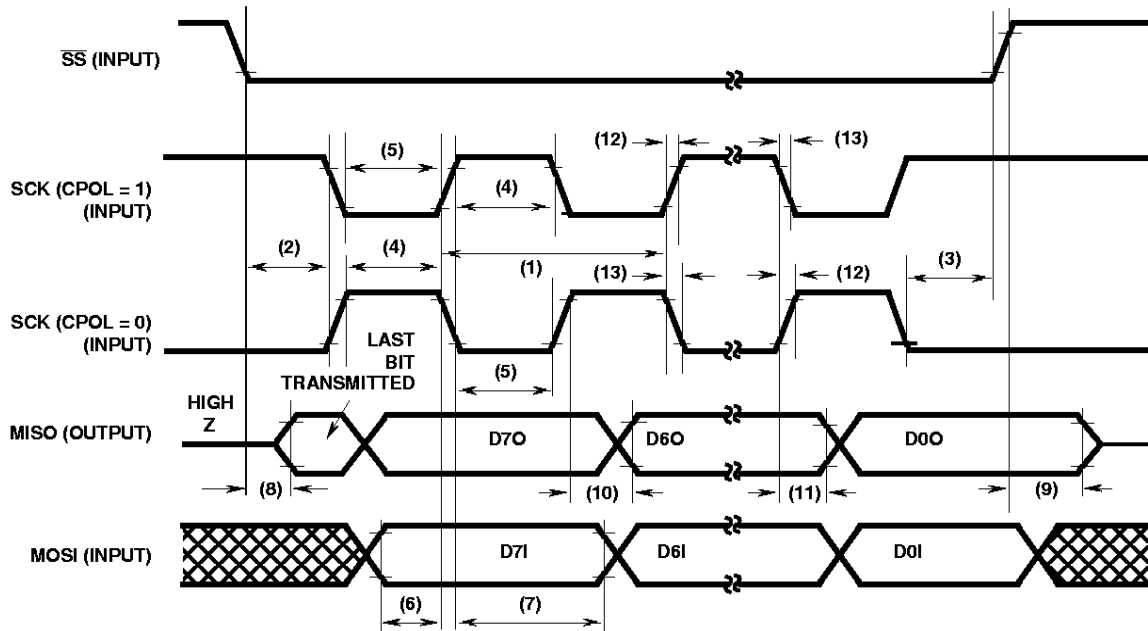 SS (INPUT)
(12)
(13)
(5)
(4)
SCK (CPOL = 1)
(INPUT)
(2)
(4)
(1)
(13)
(12)
(3)
SCK (CPOL = 0)
(INPUT)
LAST
BIT
TRANSMITTED
(5)
HIGH
Z
MISO (OUTPUT)
D7O
D6O
D0O
(8)
(10)
(11)
(9)
MOSI (INPUT)
D7I
D6I
D0I
(6)
(7)